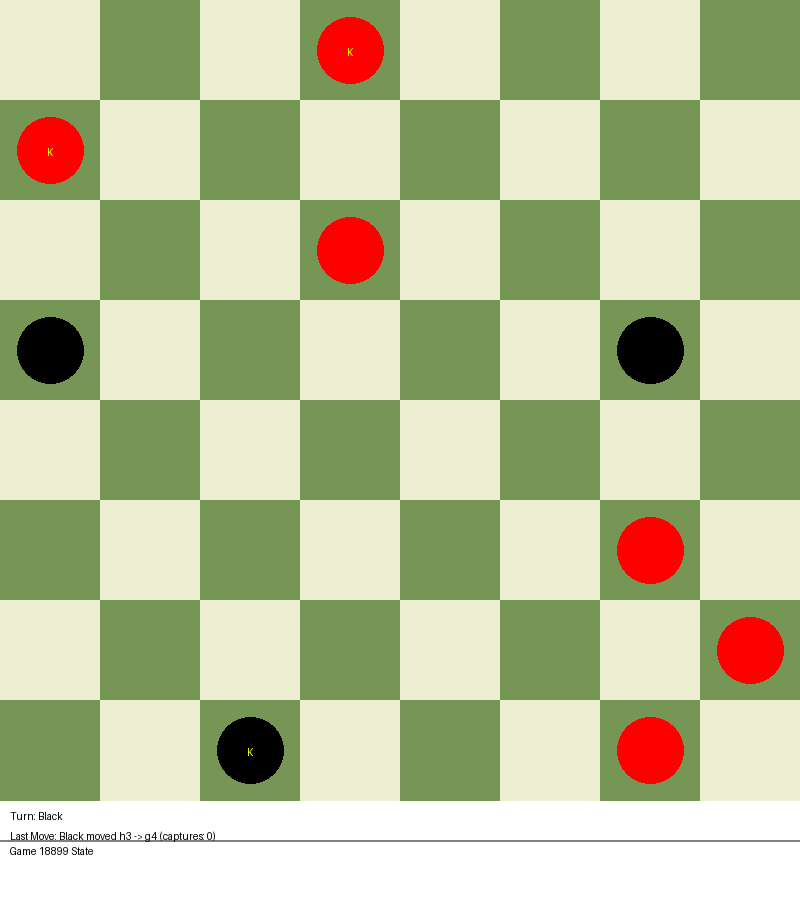 K
K
K
Turn: Black
Last Move: Black moved h3 -> g4 (captures: 0)
Game 18899 State